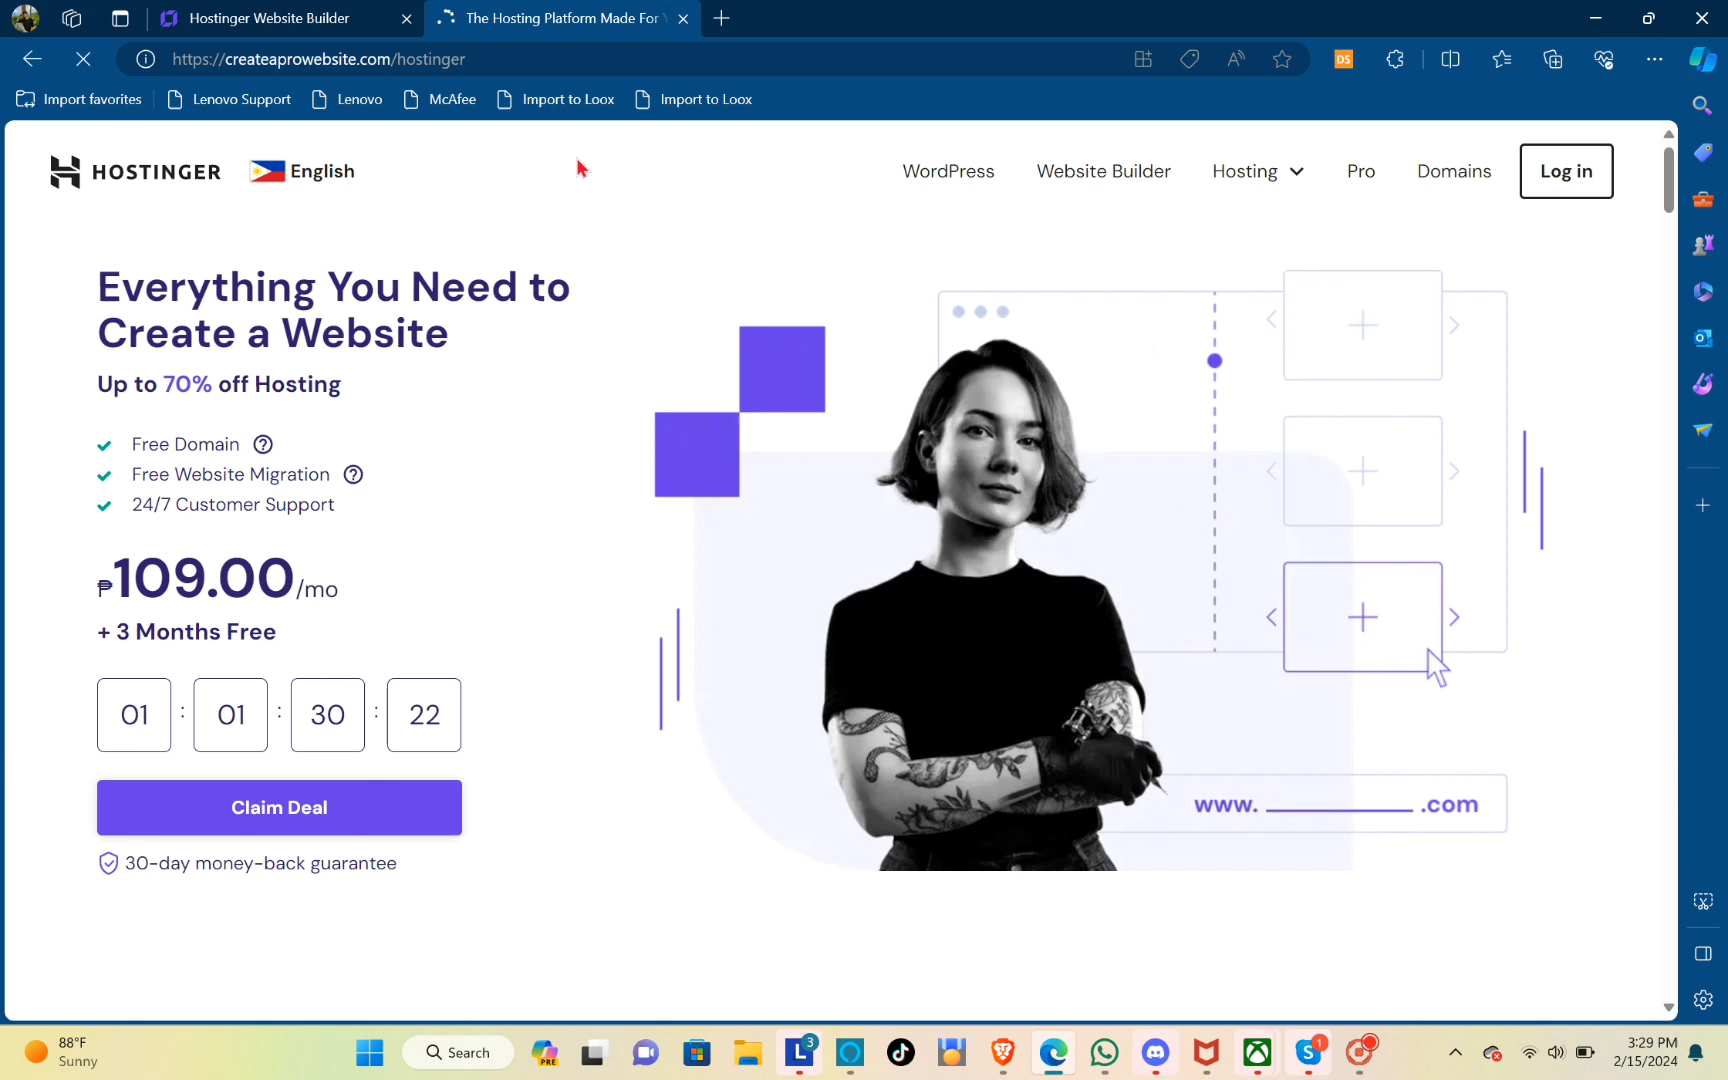 Hostinger Website Builder
The Hosting Platform Made For Y
https://createaprowebsite.com/hostinger
Import favorites
Lenovo Support
Lenovo
McAfee
Import to Loox
Import to Loox
HOSTINGER
English
WordPress
Website Builder
Hosting
Pro
Domains
Log in
Everything You Need to
Create a Website
Up to 70% off Hosting
Free Domain
Free Website Migration
24/7 Customer Support
₱109.00/mo
+ 3 Months Free
01 : 01 : 30 : 22
Claim Deal
30-day money-back guarantee
www. ____________ .com
88°F
Sunny
Search
PRE
3
1
3:29 PM
2/15/2024